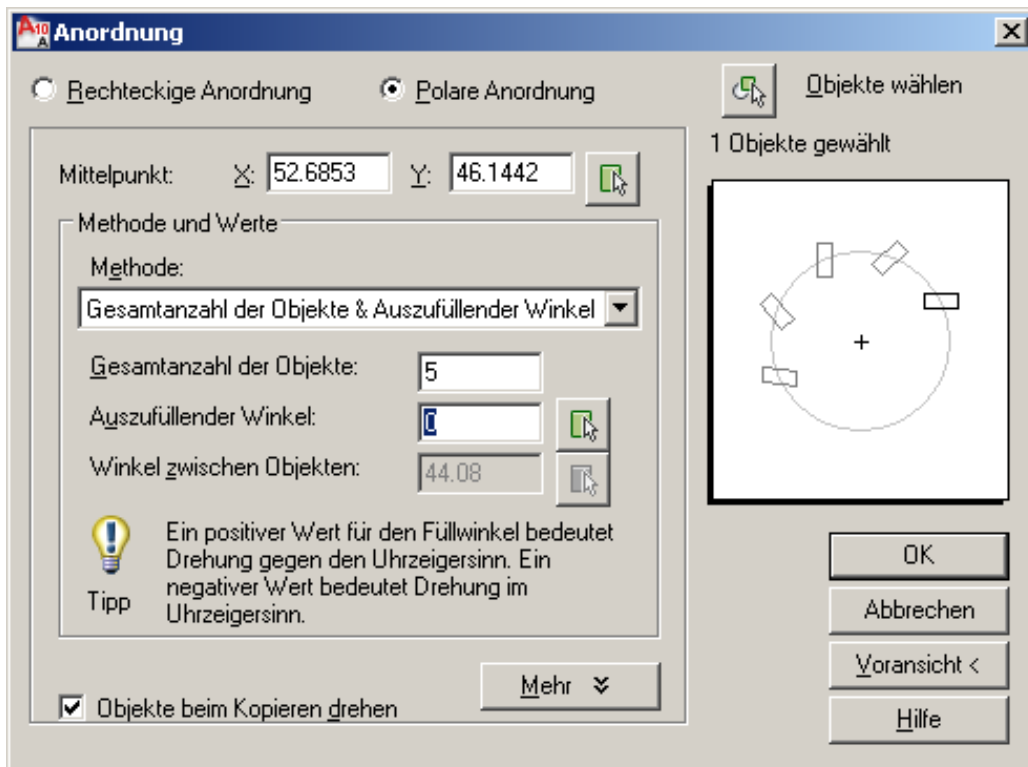 Anordnung
Rechteckige Anordnung
Polare Anordnung
Objekte wählen
1 Objekte gewählt
Mittelpunkt: X: 52.6853 Y: 46.1442
Methode und Werte
Methode:
Gesamtanzahl der Objekte & Auszufüllender Winkel
Gesamtanzahl der Objekte: 5
Auszufüllender Winkel: 0
Winkel zwischen Objekten: 44.08
Ein positiver Wert für den Füllwinkel bedeutet
Drehung gegen den Uhrzeigersinn. Ein
negativer Wert bedeutet Drehung im
Uhrzeigersinn.
Tipp
Mehr
Objekte beim Kopieren drehen
OK
Abbrechen
Voransicht <
Hilfe